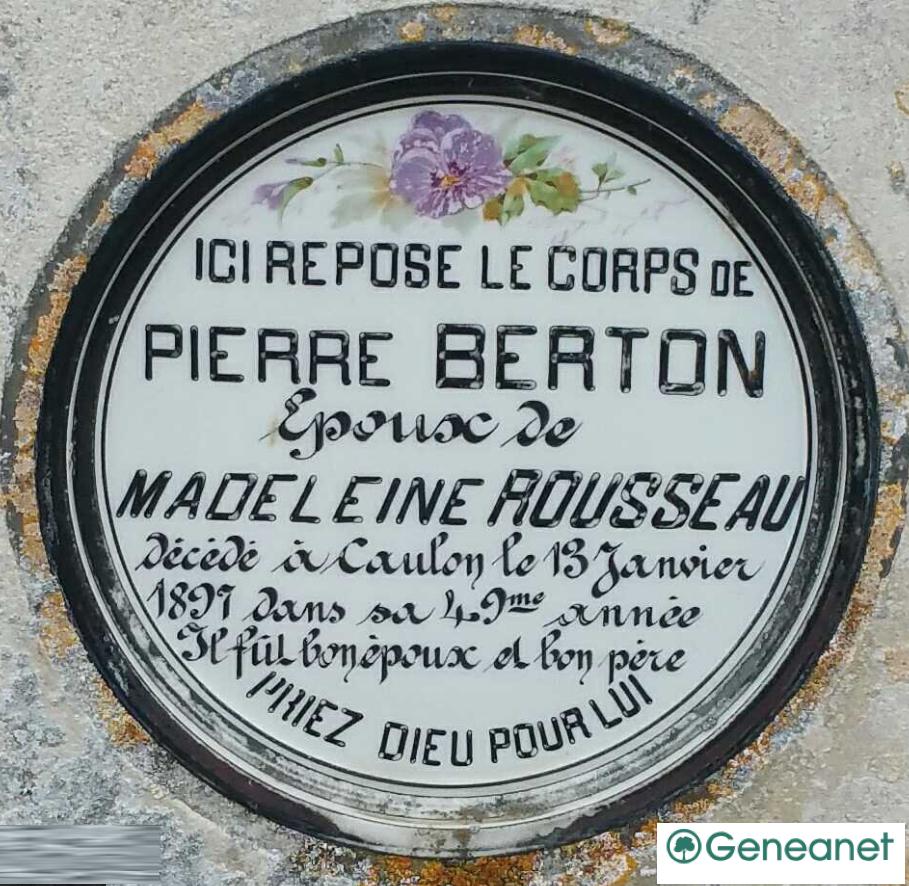 ICI REPOSE LE CORPS DE
PIERRE BERTON
Epoux de
MADELEINE ROUSSEAU
décédé à Caulon le 13 Janvier
1897 dans sa 49me année
Il fût bon époux et bon père
PRIEZ DIEU POUR LUI
Geneanet